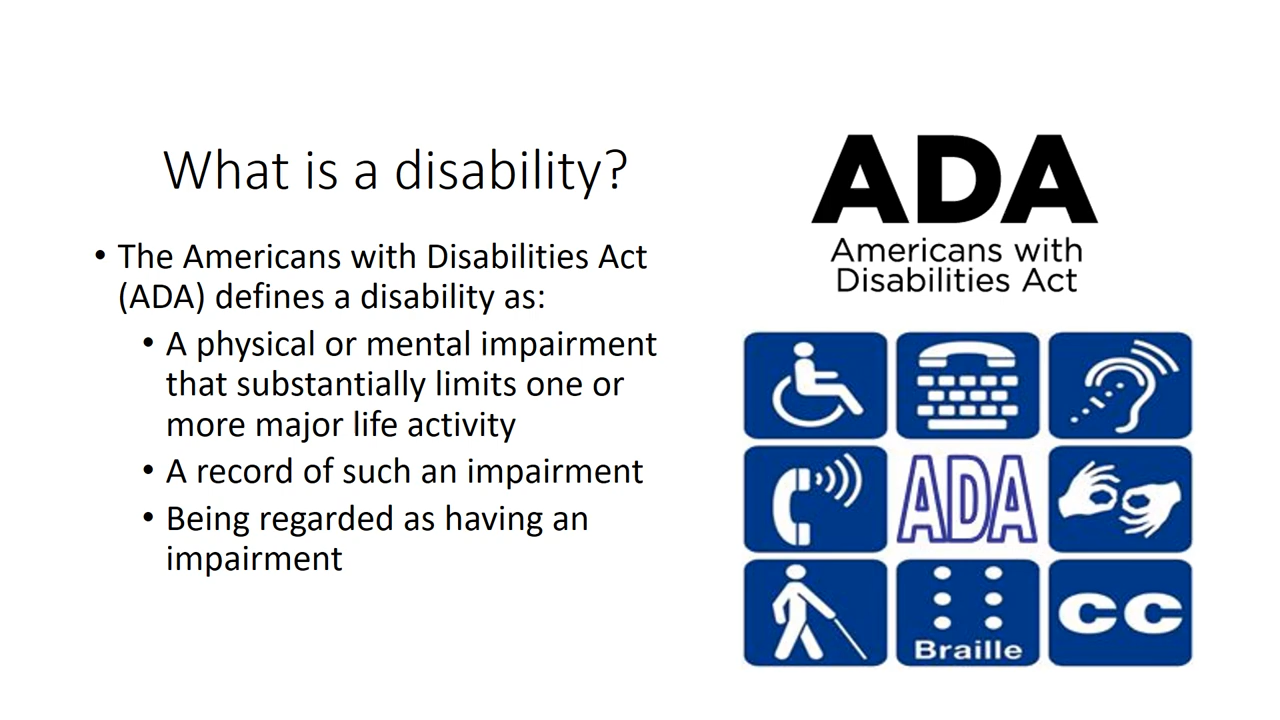 What is a disability?
• The Americans with Disabilities Act
(ADA) defines a disability as:
• A physical or mental impairment
that substantially limits one or
more major life activity
• A record of such an impairment
• Being regarded as having an
impairment
ADA
Americans with
Disabilities Act
ADA
Braille
CC